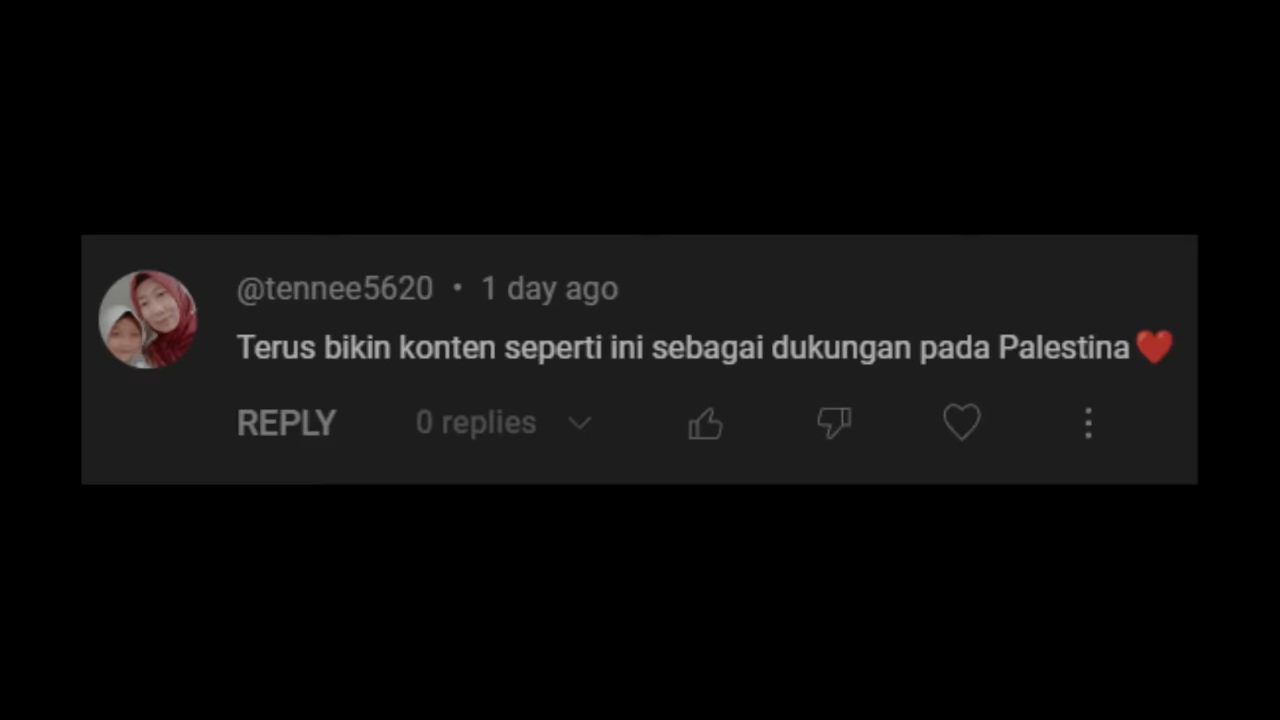 @tennee5620 • 1 day ago
Terus bikin konten seperti ini sebagai dukungan pada Palestina❤️
REPLY 0 replies